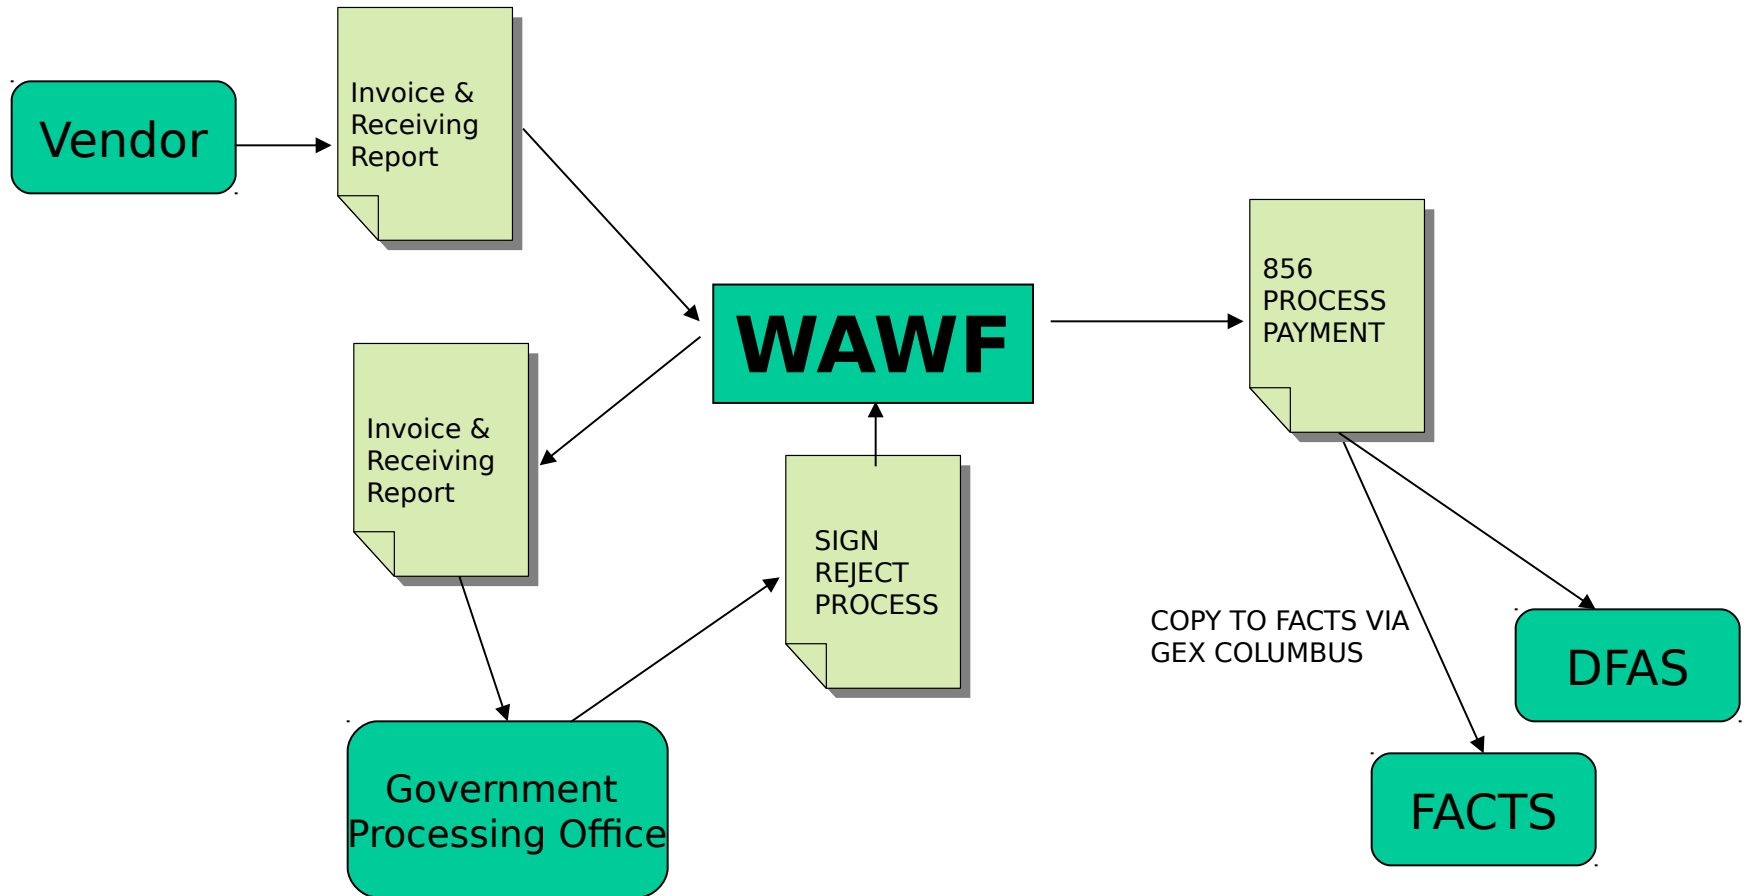 Vendor
Invoice &
Receiving
Report
WAWF
856
PROCESS
PAYMENT
Invoice &
Receiving
Report
SIGN
REJECT
PROCESS
COPY TO FACTS VIA
GEX COLUMBUS
DFAS
Government
Processing Office
FACTS